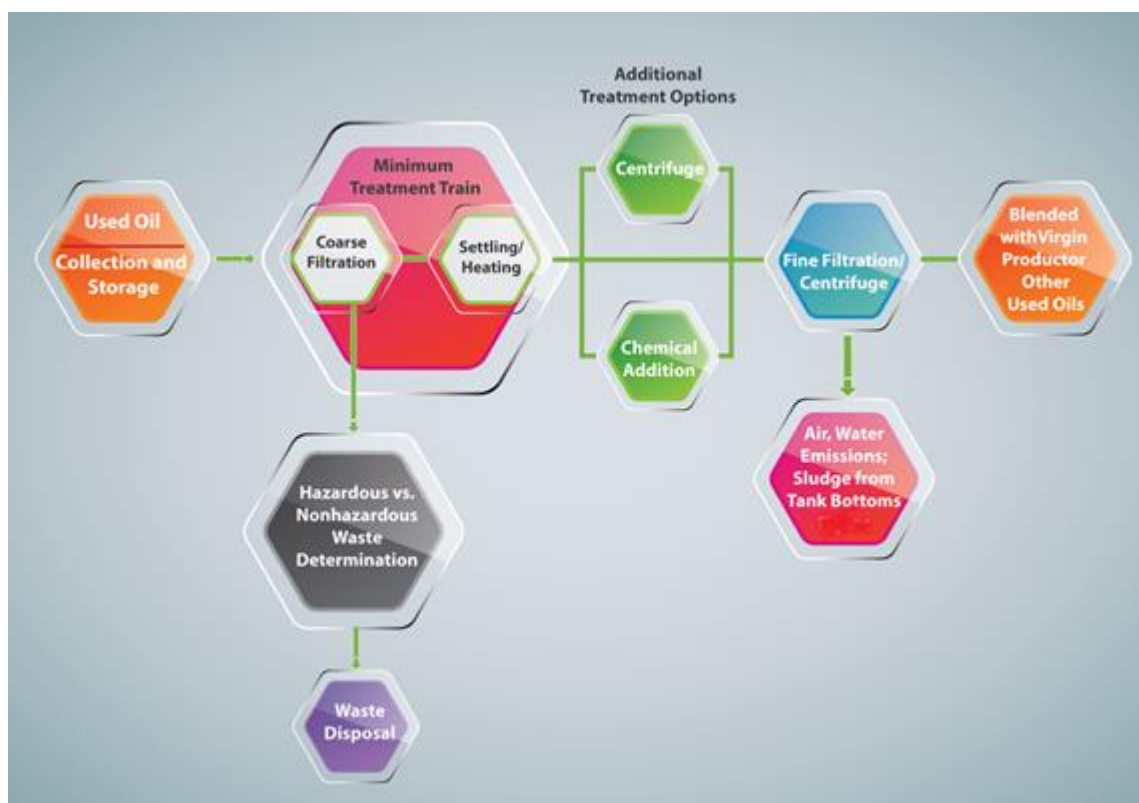 Used Oil
Collection and
Storage
Minimum
Treatment Train
Coarse
Filtration
Settling/
Heating
Additional
Treatment Options
Centrifuge
Chemical
Addition
Fine Filtration/
Centrifuge
Blended
withVirgin
Productor
Other
Used Oils
Air, Water
Emissions;
Sludge from
Tank Bottoms
Hazardous vs.
Nonhazardous
Waste
Determination
Waste
Disposal